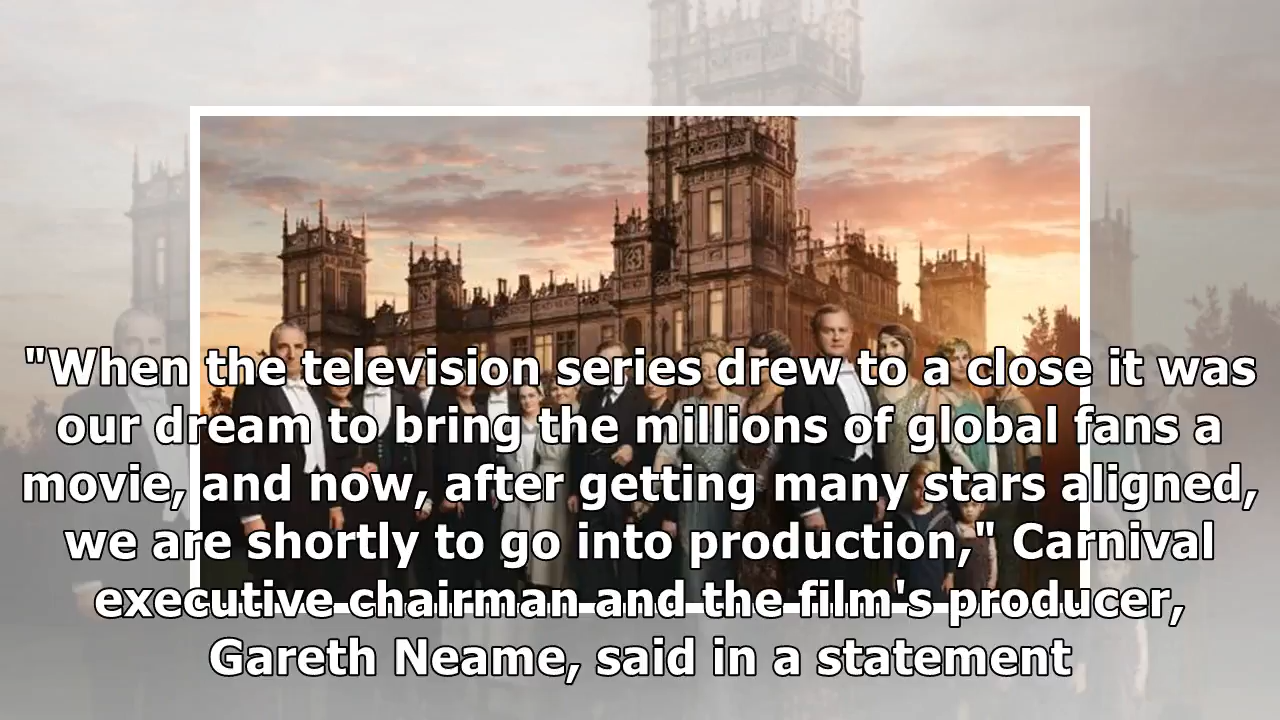 "When the television series drew to a close it was
our dream to bring the millions of global fans a
movie, and now, after getting many stars aligned,
we are shortly to go into production," Carnival
executive chairman and the film's producer,
Gareth Neame, said in a statement